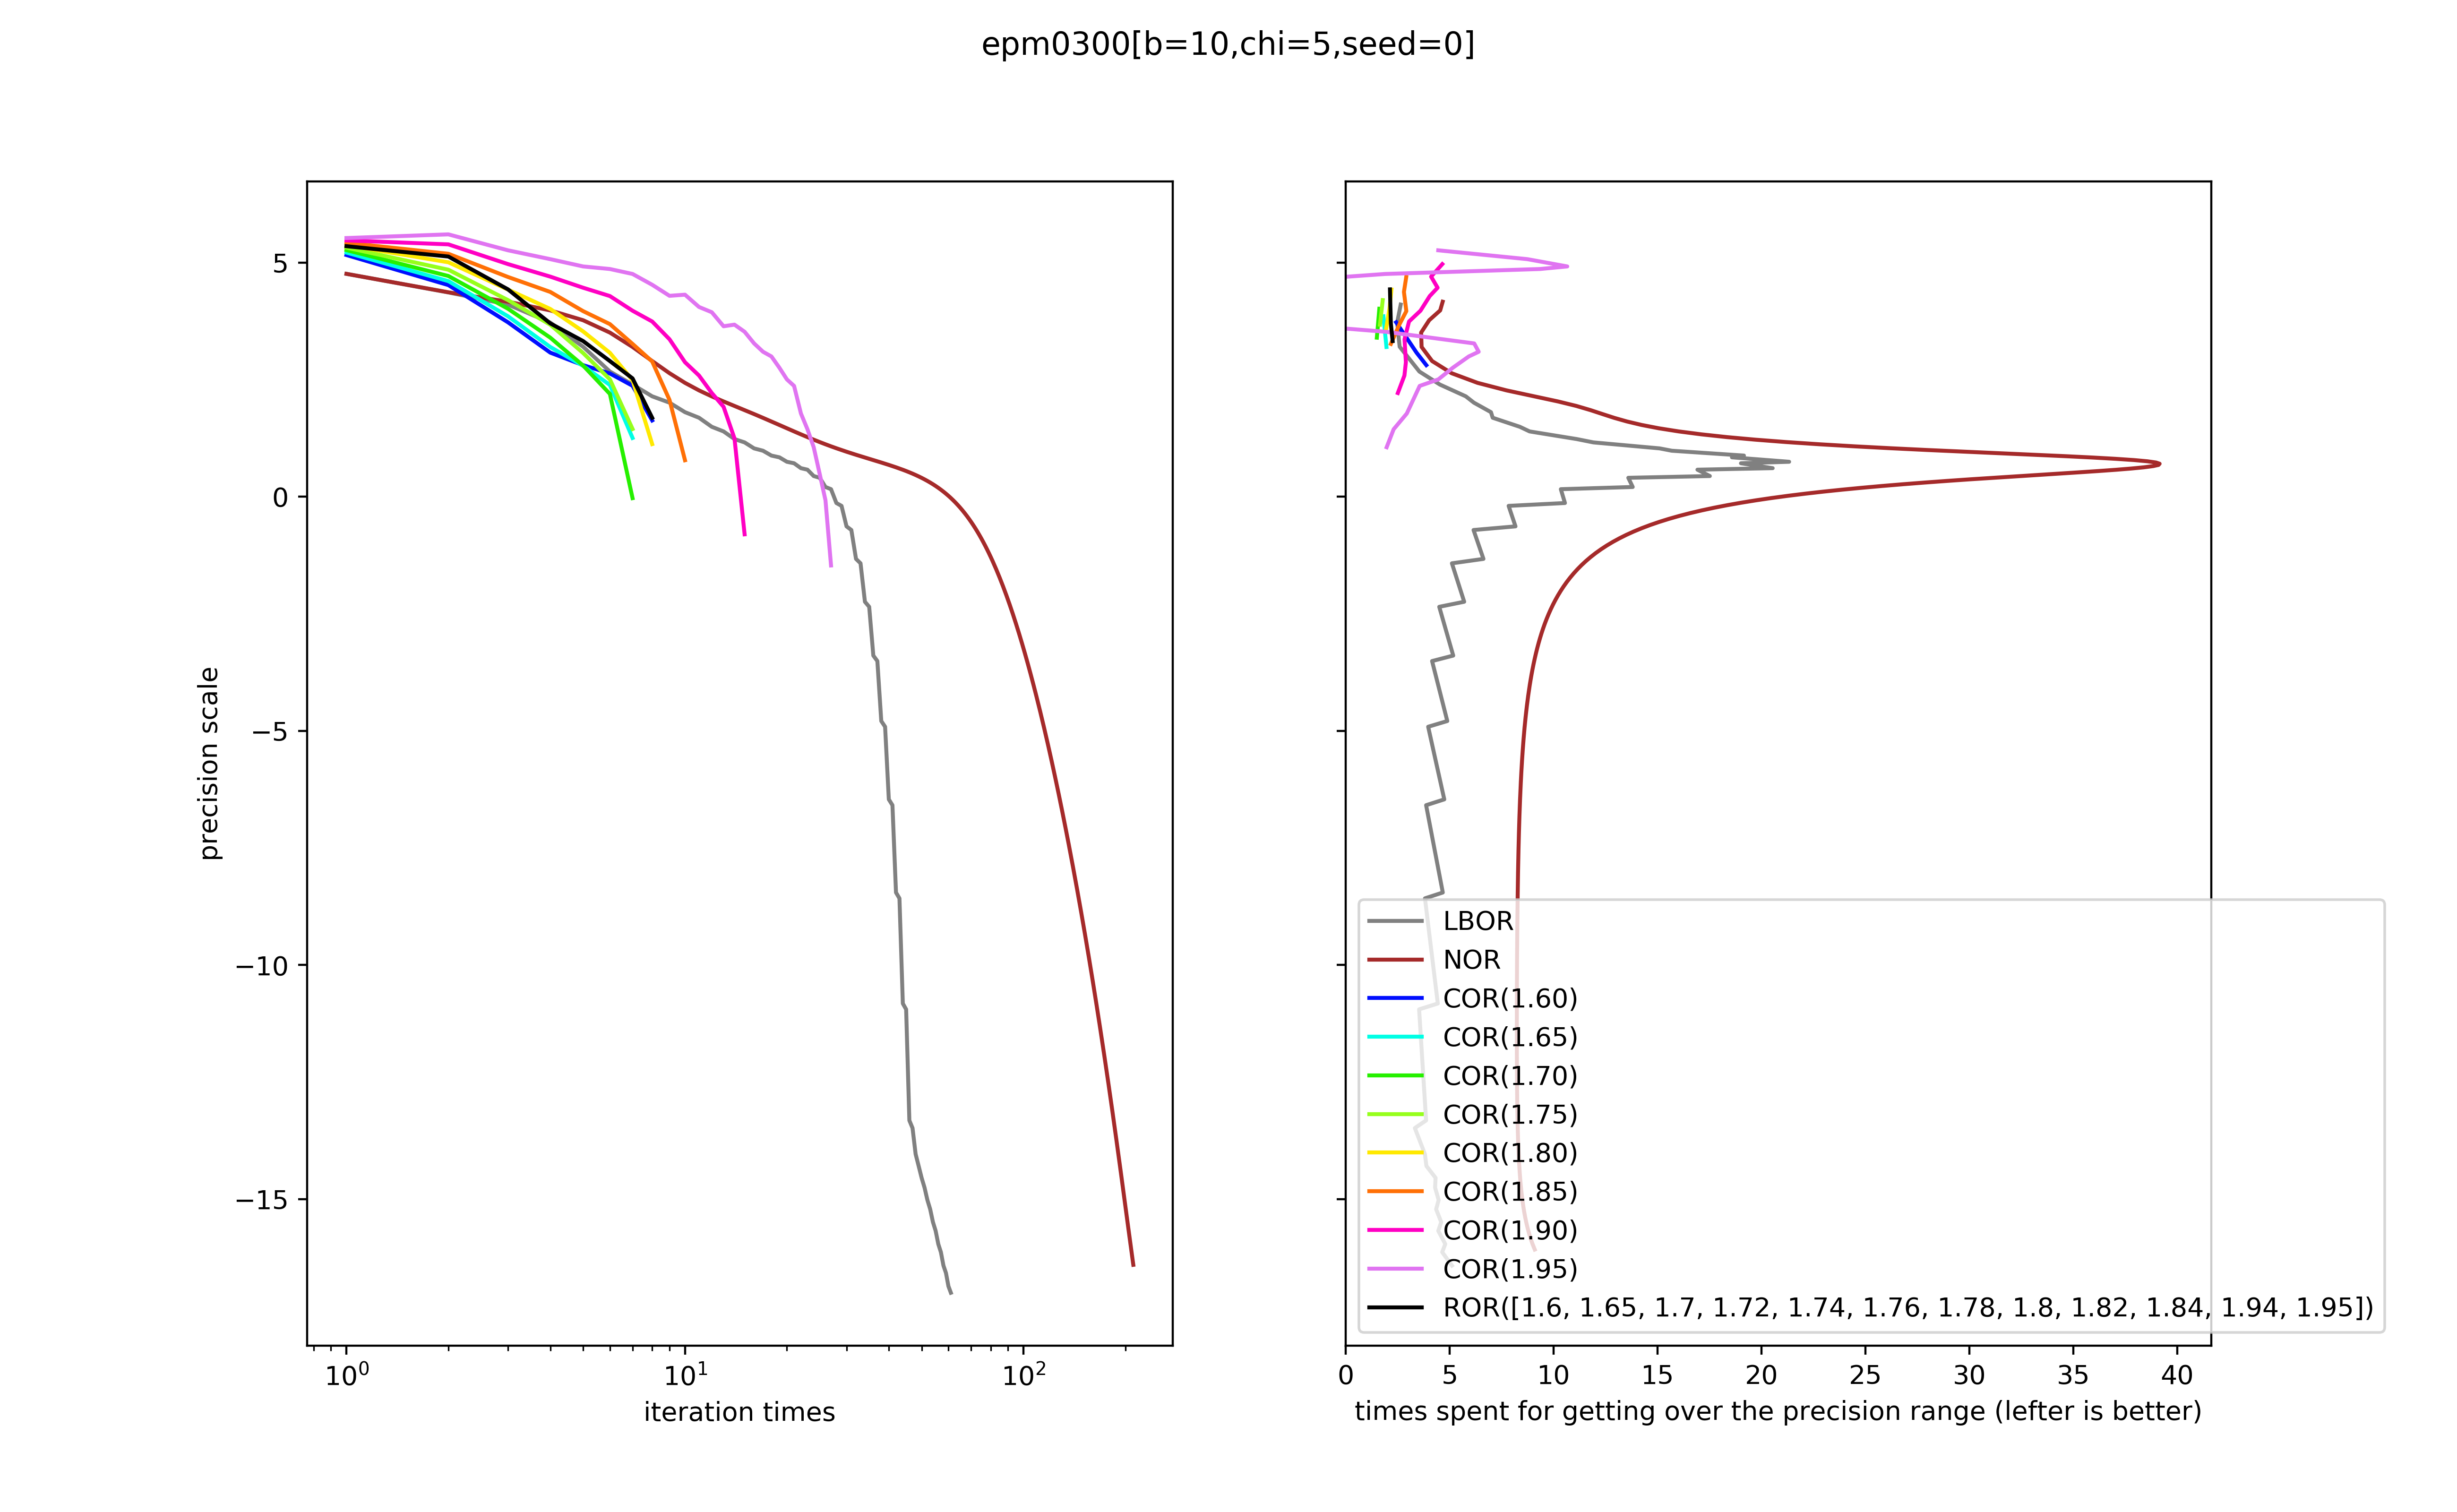 epm0300[b=10,chi=5,seed=0]
precision scale
5
0
−5
−10
−15
10⁰
10¹
10²
iteration times
LBOR
NOR
COR(1.60)
COR(1.65)
COR(1.70)
COR(1.75)
COR(1.80)
COR(1.85)
COR(1.90)
COR(1.95)
ROR([1.6, 1.65, 1.7, 1.72, 1.74, 1.76, 1.78, 1.8, 1.82, 1.84, 1.94, 1.95])
0 5 10 15 20 25 30 35 40
times spent for getting over the precision range (lefter is better)